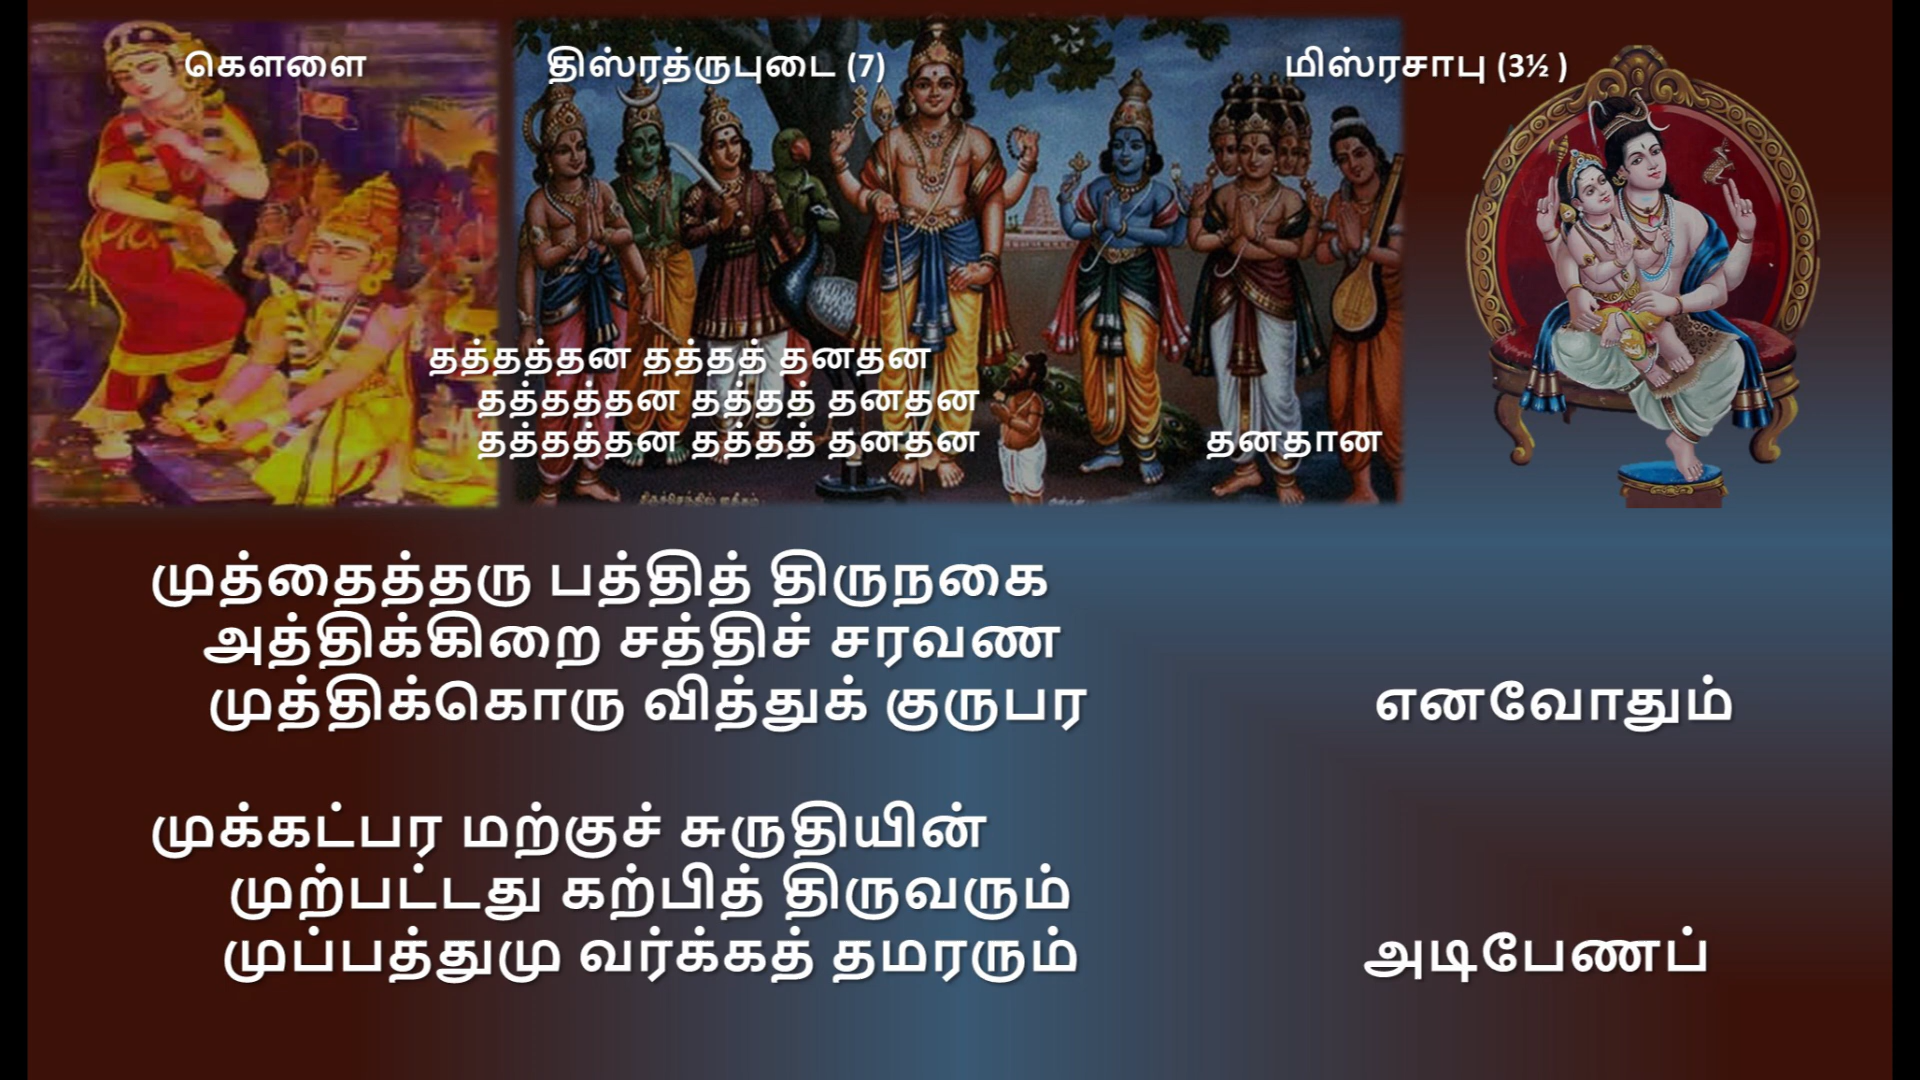 கௌளை
திஸ்ரத்ருபுடை (7)
மிஸ்ரசாபு (3½ )
தத்தத்தன தத்தத் தனதன
தத்தத்தன தத்தத் தனதன
தத்தத்தன தத்தத் தனதன தனதான
முத்தைத்தரு பத்தித் திருநகை
அத்திக்கிறை சத்திச் சரவண
முத்திக்கொரு வித்துக் குருபர எனவோதும்
முக்கட்பர மற்குச் சுருதியின்
முற்பட்டது கற்பித் திருவரும்
முப்பத்துமு வர்க்கத் தமரரும் அடிபேணப்